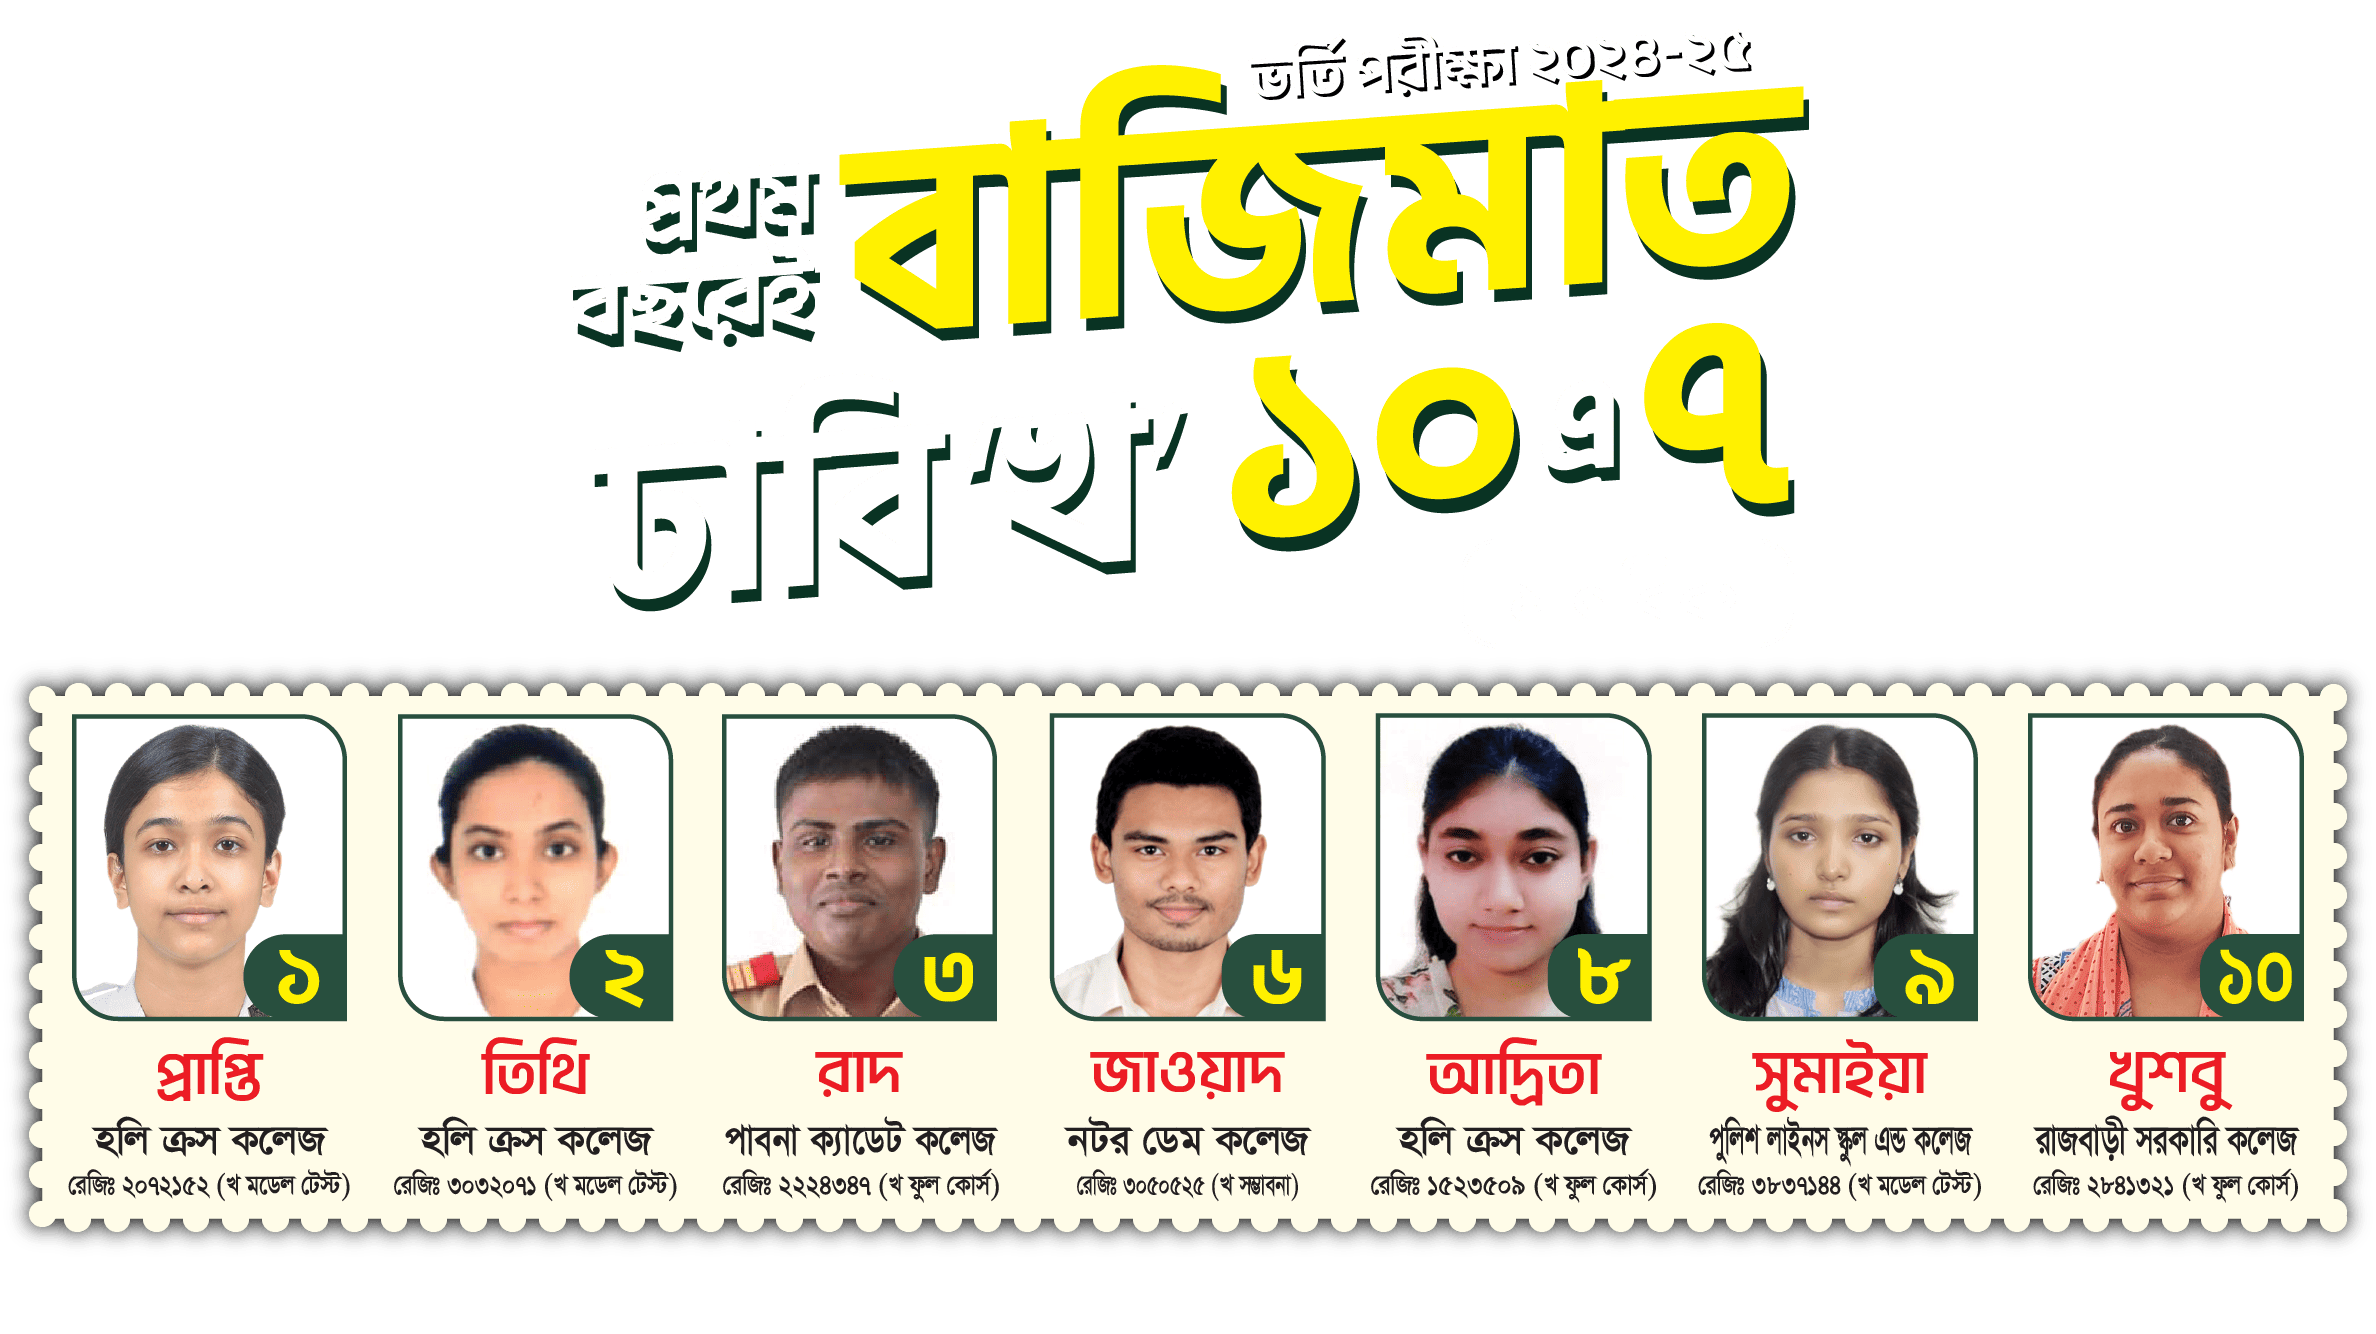 ভর্তি পরীক্ষা ২০২৪-২৫
প্রথম বছরেই বাজিমাত
ঢাবি ‘খ’ ১০ এ ৭
১ ২ ৩ ৬ ৮ ৯ ১০
প্রাপ্তি তিথি রাদ জাওয়াদ আদ্রিতা সুমাইয়া খুশবু
হলি ক্রস কলেজ হলি ক্রস কলেজ পাবনা ক্যাডেট কলেজ নটর ডেম কলেজ হলি ক্রস কলেজ পুলিশ লাইনস স্কুল এন্ড কলেজ রাজবাড়ী সরকারি কলেজ
রেজিঃ ২০৭২১৫২ (খ মডেল টেস্ট) রেজিঃ ৩০৩২০৭১ (খ মডেল টেস্ট) রেজিঃ ২২২৪৩৪৭ (খ ফুল কোর্স) রেজিঃ ৩০৫০৫২৫ (খ সম্ভাবনা) রেজিঃ ১৫২৩৫০৯ (খ ফুল কোর্স) রেজিঃ ৩৮৩৭১৪৪ (খ মডেল টেস্ট) রেজিঃ ২৮৪১৩২১ (খ ফুল কোর্স)